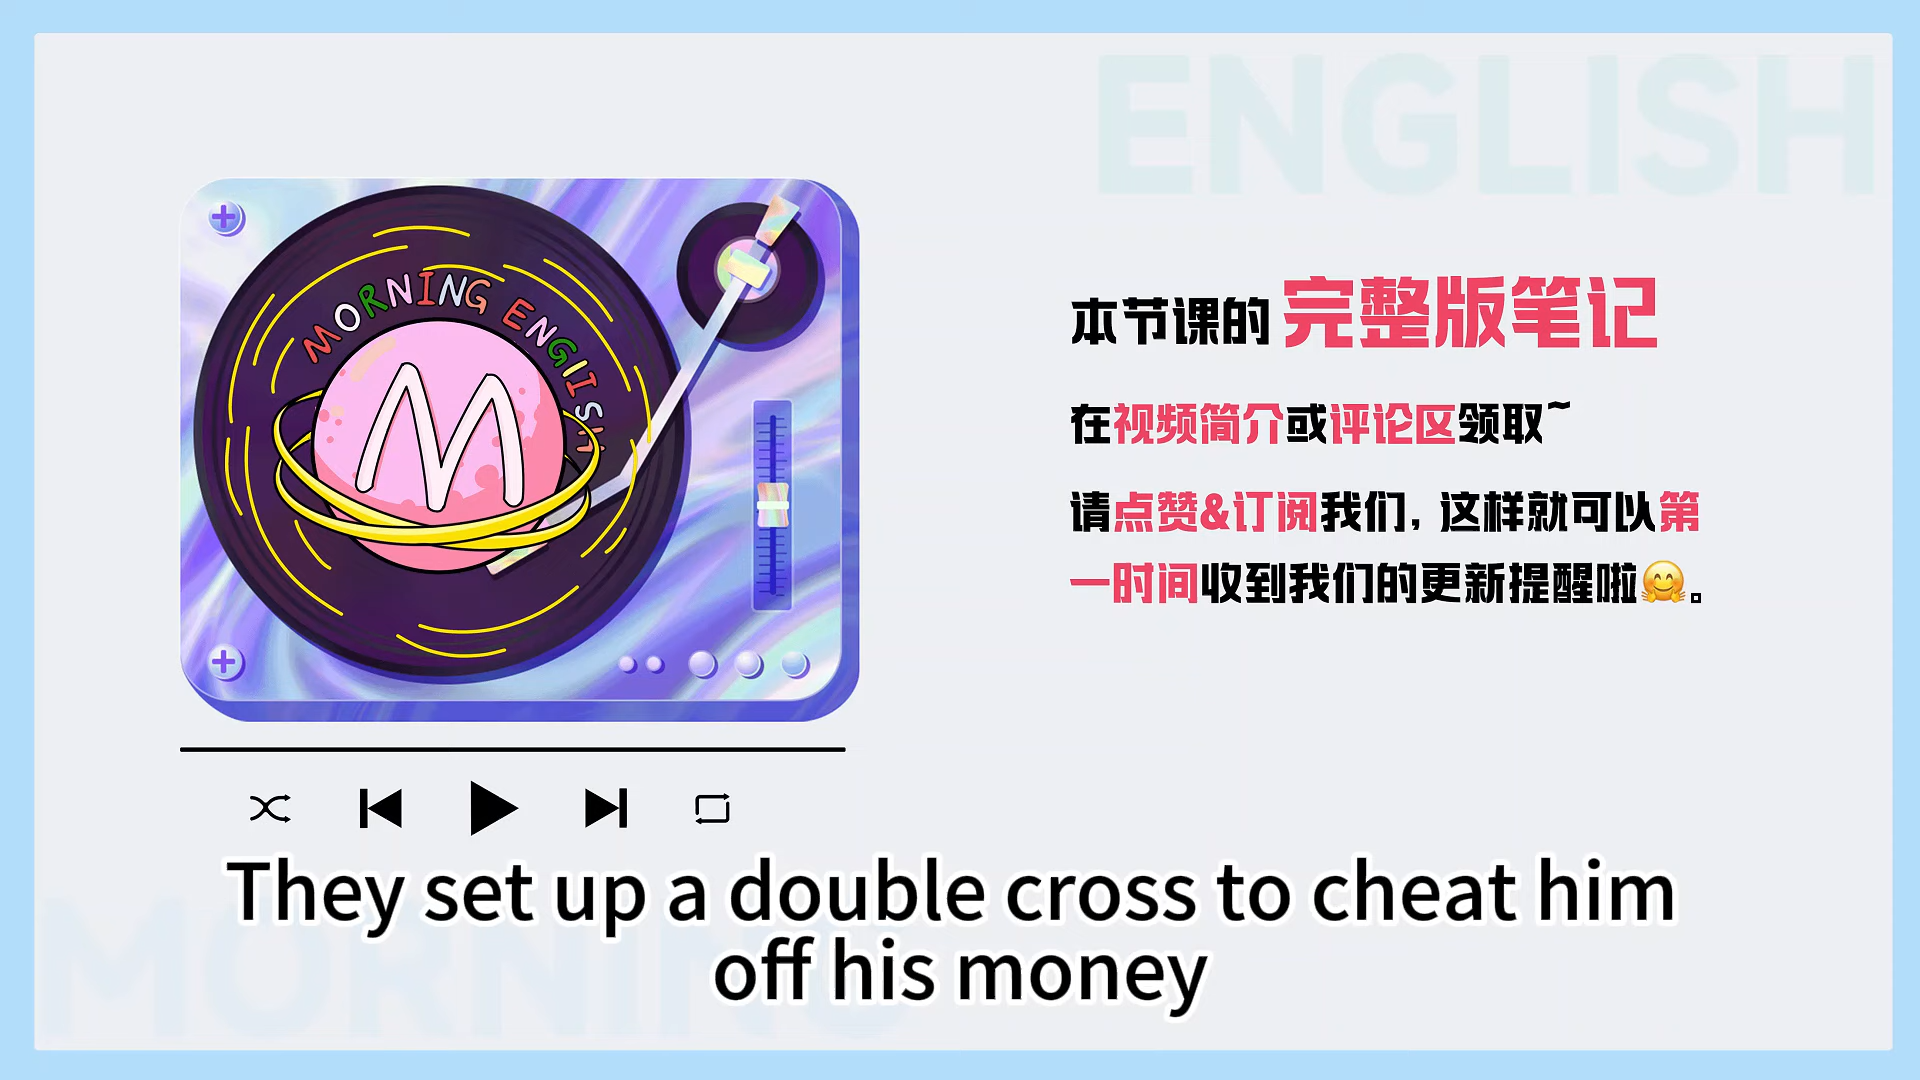 ENGLISH
MORNING ENGLISH
M
本节课的 完整版笔记
在视频简介或评论区领取~
请点赞&订阅我们，这样就可以第
一时间收到我们的更新提醒啦🤗。
They set up a double cross to cheat him
off his money
MORNING